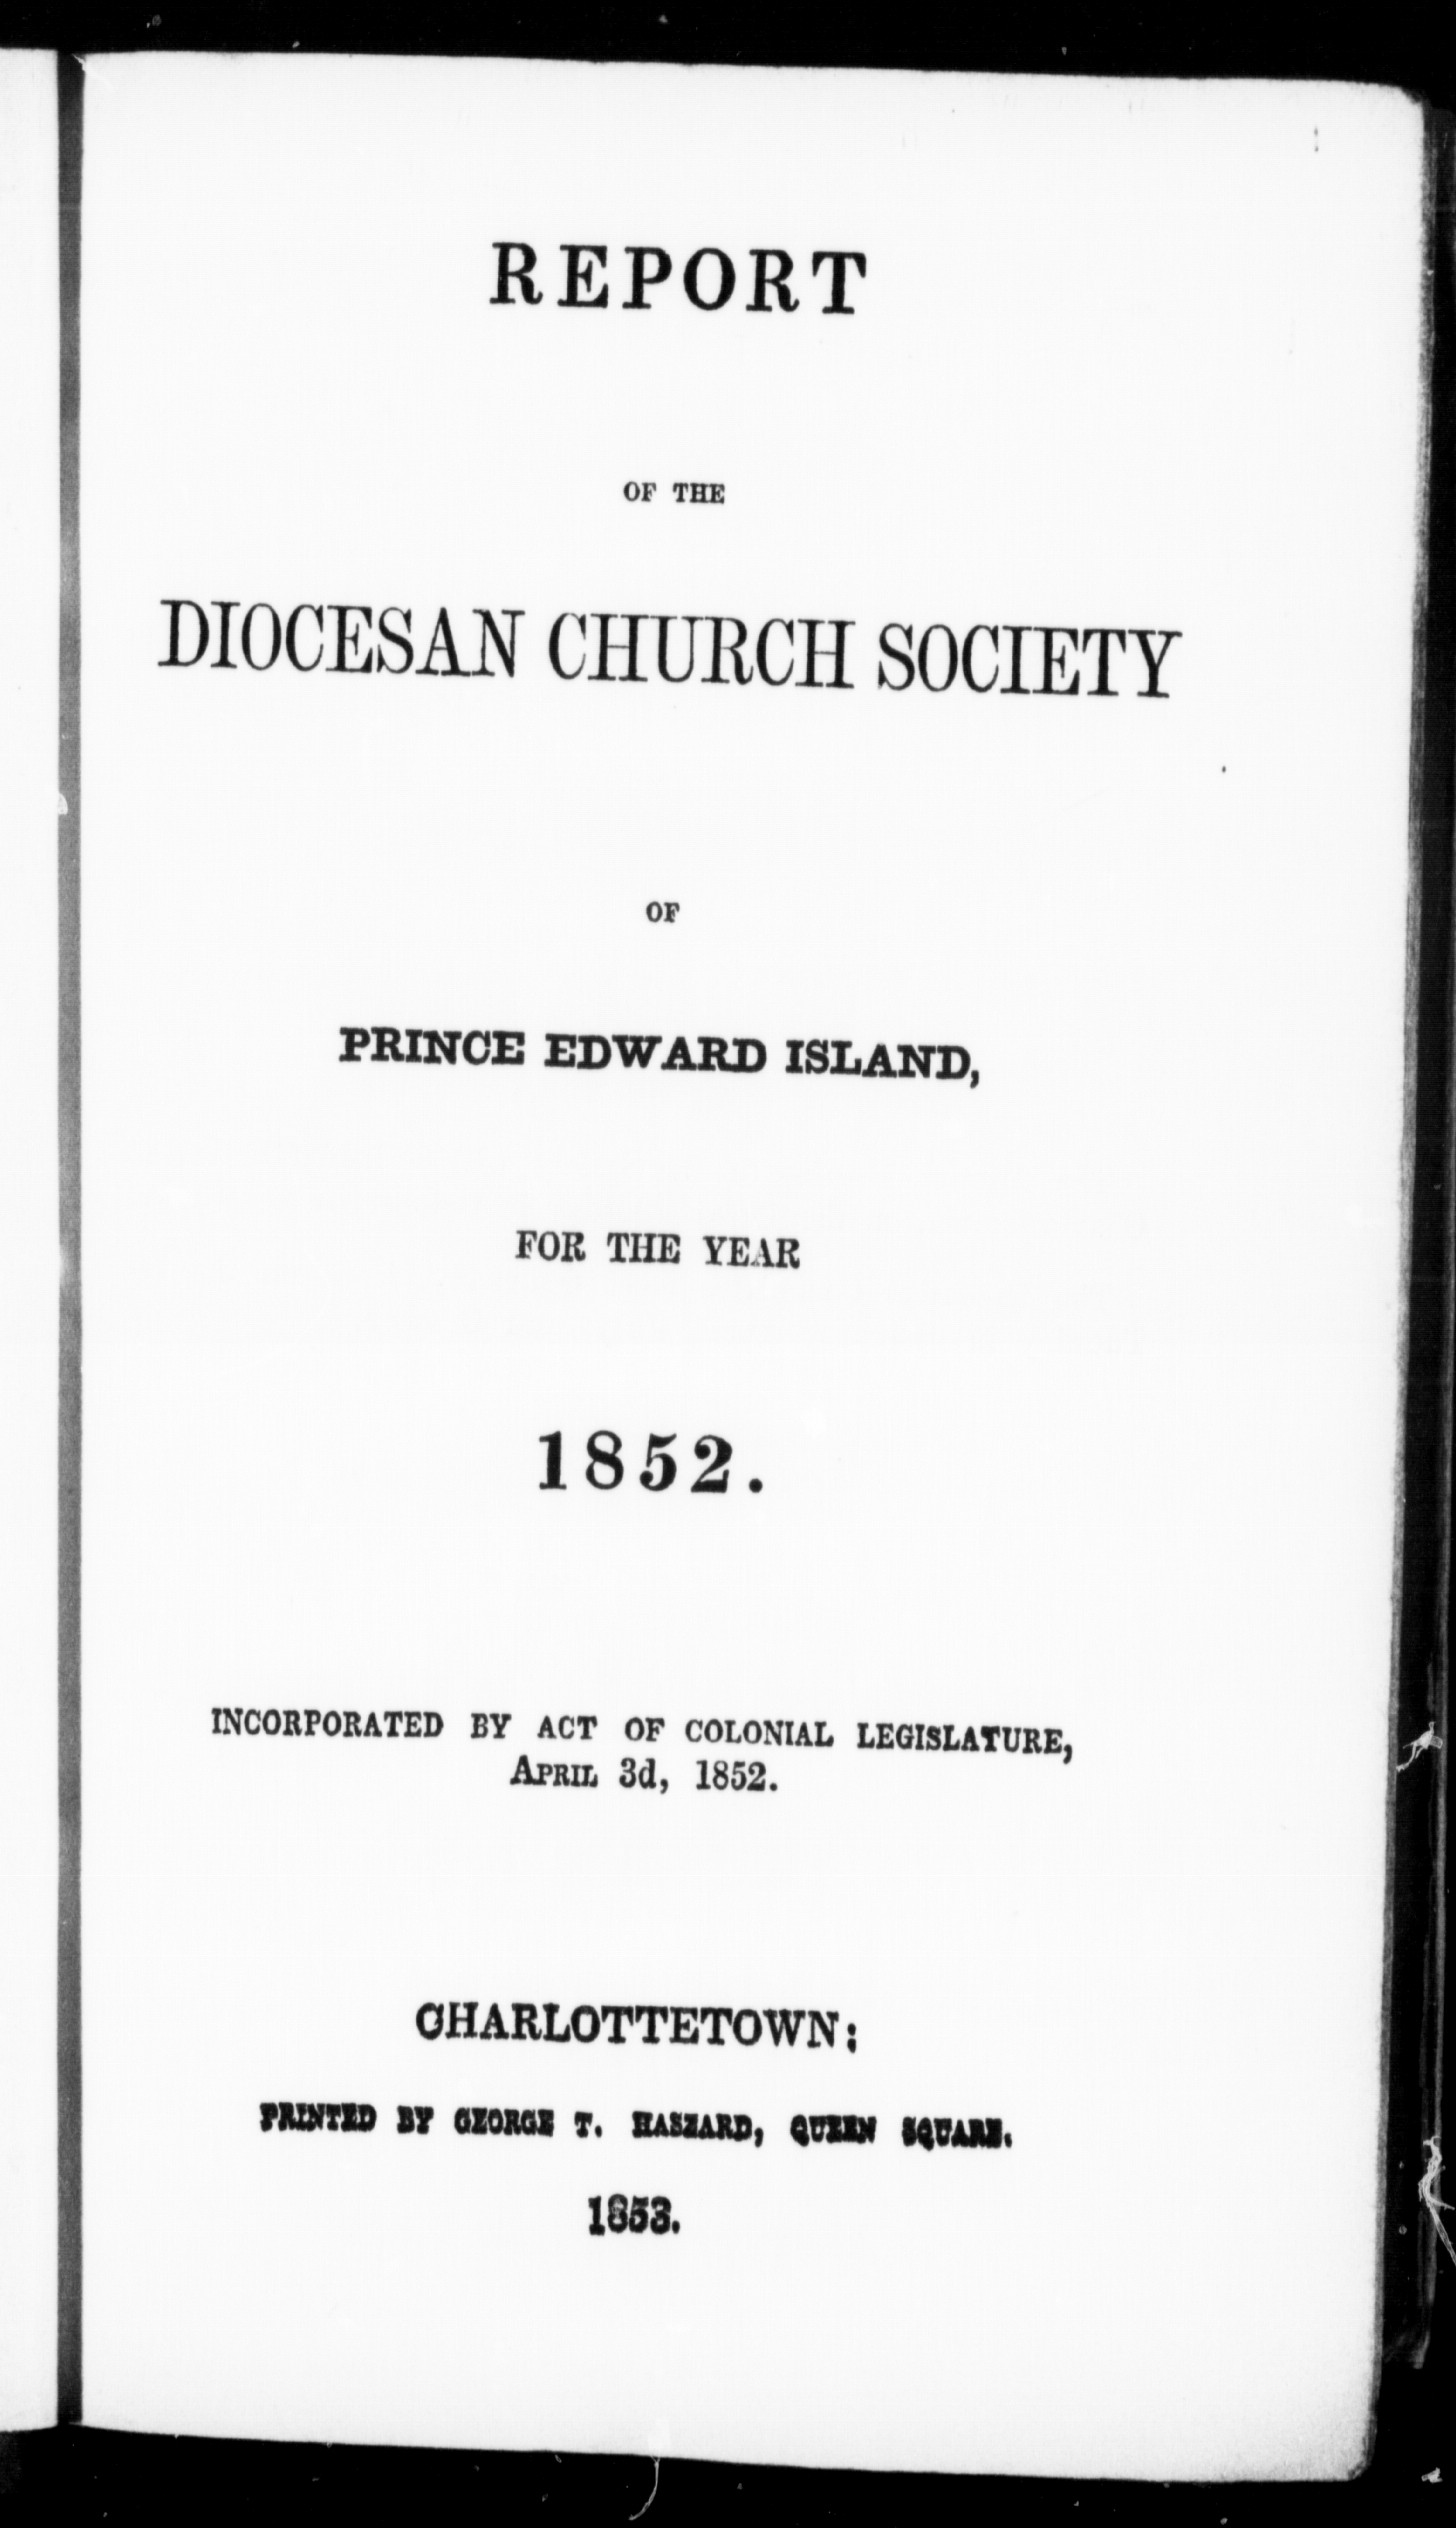 REPORT
OF THE
DIOCESAN CHURCH SOCIETY
OF
PRINCE EDWARD ISLAND,
FOR THE YEAR
1852.
INCORPORATED BY ACT OF COLONIAL LEGISLATURE,
APRIL 3d, 1852.
CHARLOTTETOWN;
PRINTED BY GEORGE T. HASZARD, QUEEN SQUARE.
1853.